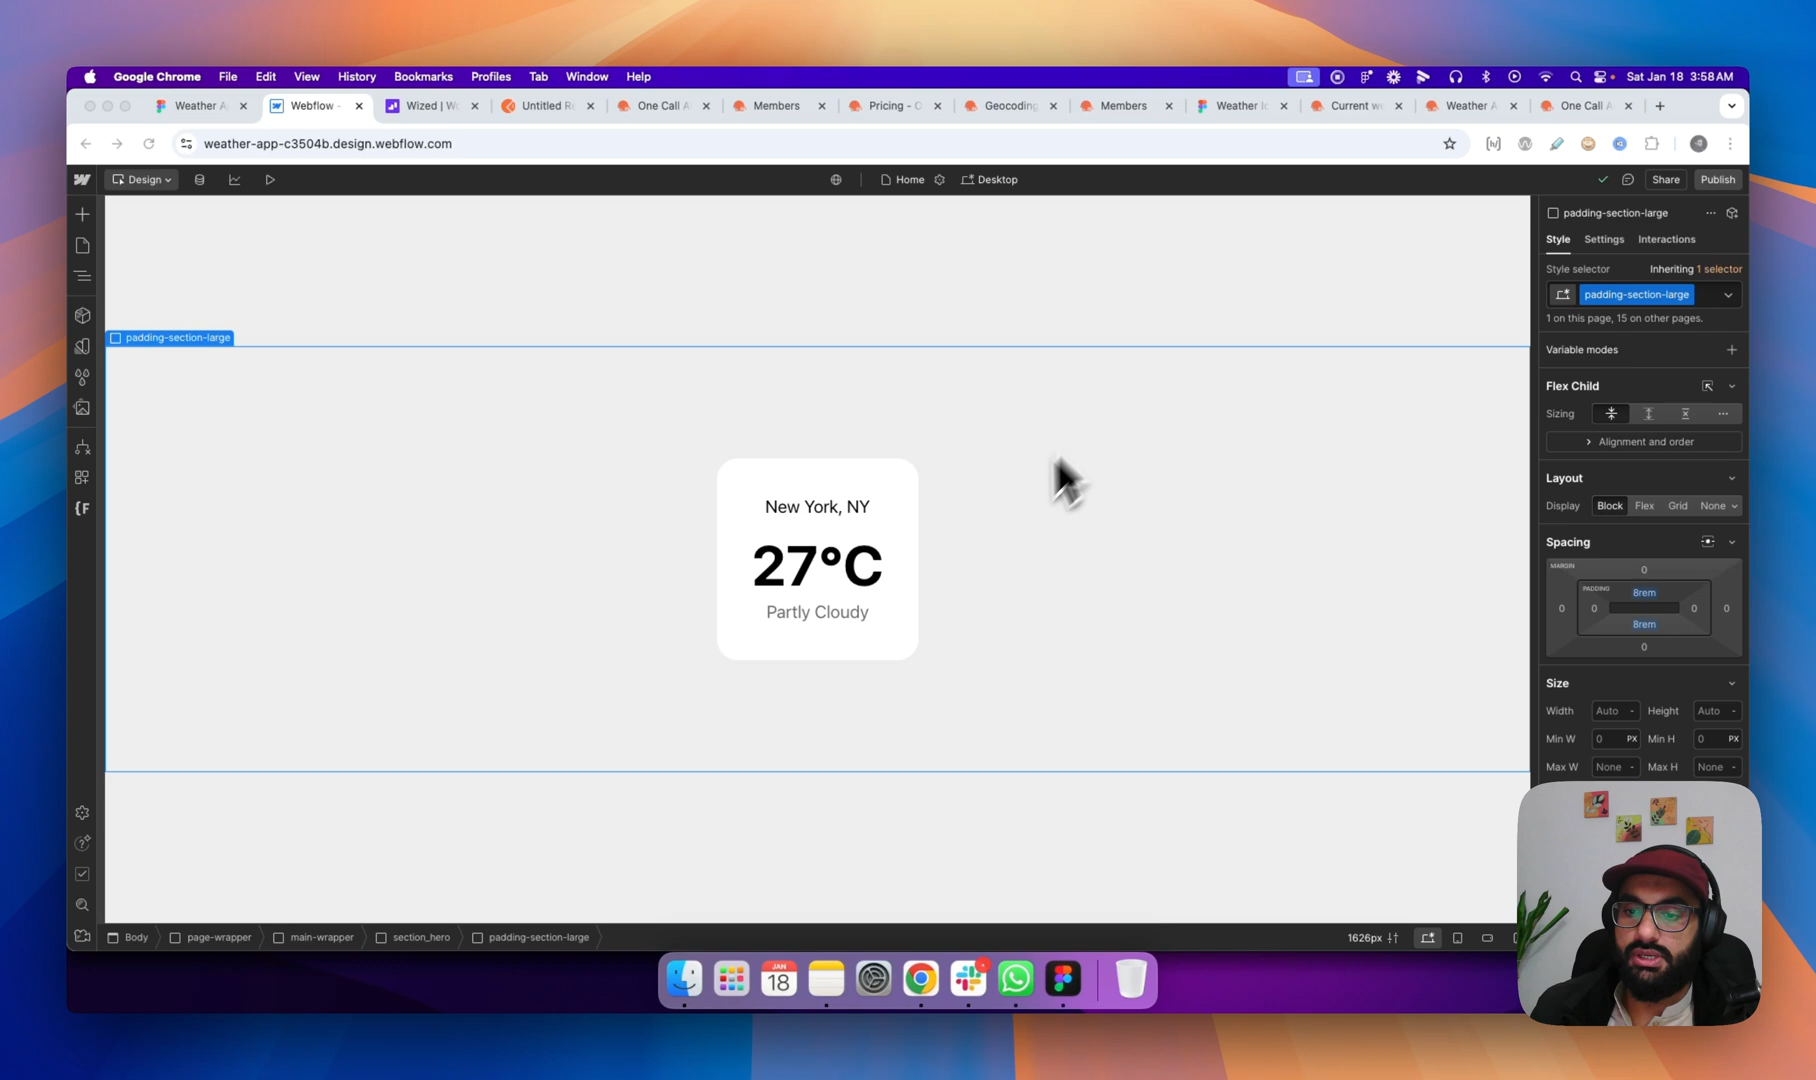 Google Chrome File Edit View History Bookmarks Profiles Tab Window Help Sat Jan 18 3:58 AM
Weather A Webflow - Wized | W Untitled Re One Call A Members Pricing - O Geocoding Members Weather Ic Current w Weather A One Call A
weather-app-c3504b.design.webflow.com
Design Home Desktop Share Publish
padding-section-large
Style Settings Interactions
Style selector Inheriting 1 selector
padding-section-large
1 on this page, 15 on other pages.
Variable modes
Flex Child
Sizing
Alignment and order
Layout
Display Block Flex Grid None
Spacing
MARGIN
0
PADDING
8rem
0 0 0 0
8rem
0
Size
Width Auto - Height Auto -
Min W 0 PX Min H 0 PX
Max W None - Max H None -
padding-section-large
New York, NY
27°C
Partly Cloudy
{F
Body page-wrapper main-wrapper section_hero padding-section-large
1626px
JAN
18